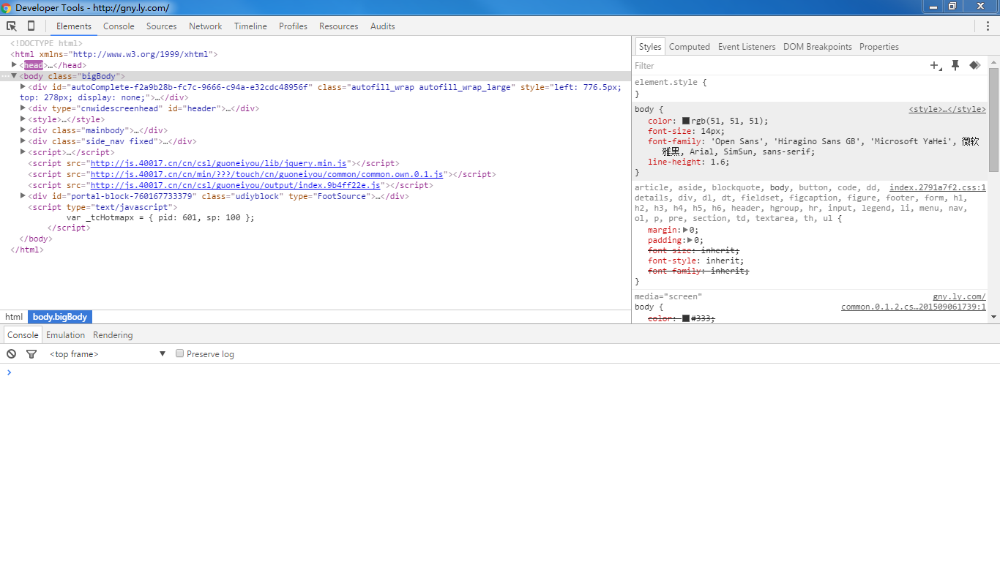 Developer Tools - http://gny.ly.com/
Elements Console Sources Network Timeline Profiles Resources Audits
<!DOCTYPE html>
<html xmlns="http://www.w3.org/1999/xhtml">
<head>…</head>
<body class="bigBody">
<div id="autoComplete-f2a9b28b-fc7c-9666-c94a-e32cdc48956f" class="autofill_wrap autofill_wrap_large" style="left: 776.5px;
top: 278px; display: none;">…</div>
<div type="cnwidescreenhead" id="header">…</div>
<style>…</style>
<div class="mainbody">…</div>
<div class="side_nav fixed">…</div>
<script>…</script>
<script src="http://js.40017.cn/cn/csl/guoneiyou/lib/jquery.min.js"></script>
<script src="http://js.40017.cn/cn/min/???/touch/cn/guoneiyou/common/common.own.0.1.js"></script>
<script src="http://js.40017.cn/cn/csl/guoneiyou/output/index.9b4ff22e.js"></script>
<div id="portal-block-760167733379" class="udiyblock" type="FootSource">…</div>
<script type="text/javascript">
var _tcHotmapx = { pid: 601, sp: 100 };
</script>
</body>
</html>
html body.bigBody
Styles Computed Event Listeners DOM Breakpoints Properties
Filter
element.style {
}
body { <style>…</style>
color: rgb(51, 51, 51);
font-size: 14px;
font-family: 'Open Sans', 'Hiragino Sans GB', 'Microsoft YaHei', 微软
雅黑, Arial, SimSun, sans-serif;
line-height: 1.6;
}
article, aside, blockquote, body, button, code, dd, index.2791a7f2.css:1
details, div, dl, dt, fieldset, figcaption, figure, footer, form, h1,
h2, h3, h4, h5, h6, header, hgroup, hr, input, legend, li, menu, nav,
ol, p, pre, section, td, textarea, th, ul {
margin: 0;
padding: 0;
font-size: inherit;
font-style: inherit;
font-family: inherit;
}
media="screen" gny.ly.com/
body { common.0.1.2.cs…201509061739:1
color: #333;
Console Emulation Rendering
<top frame> Preserve log